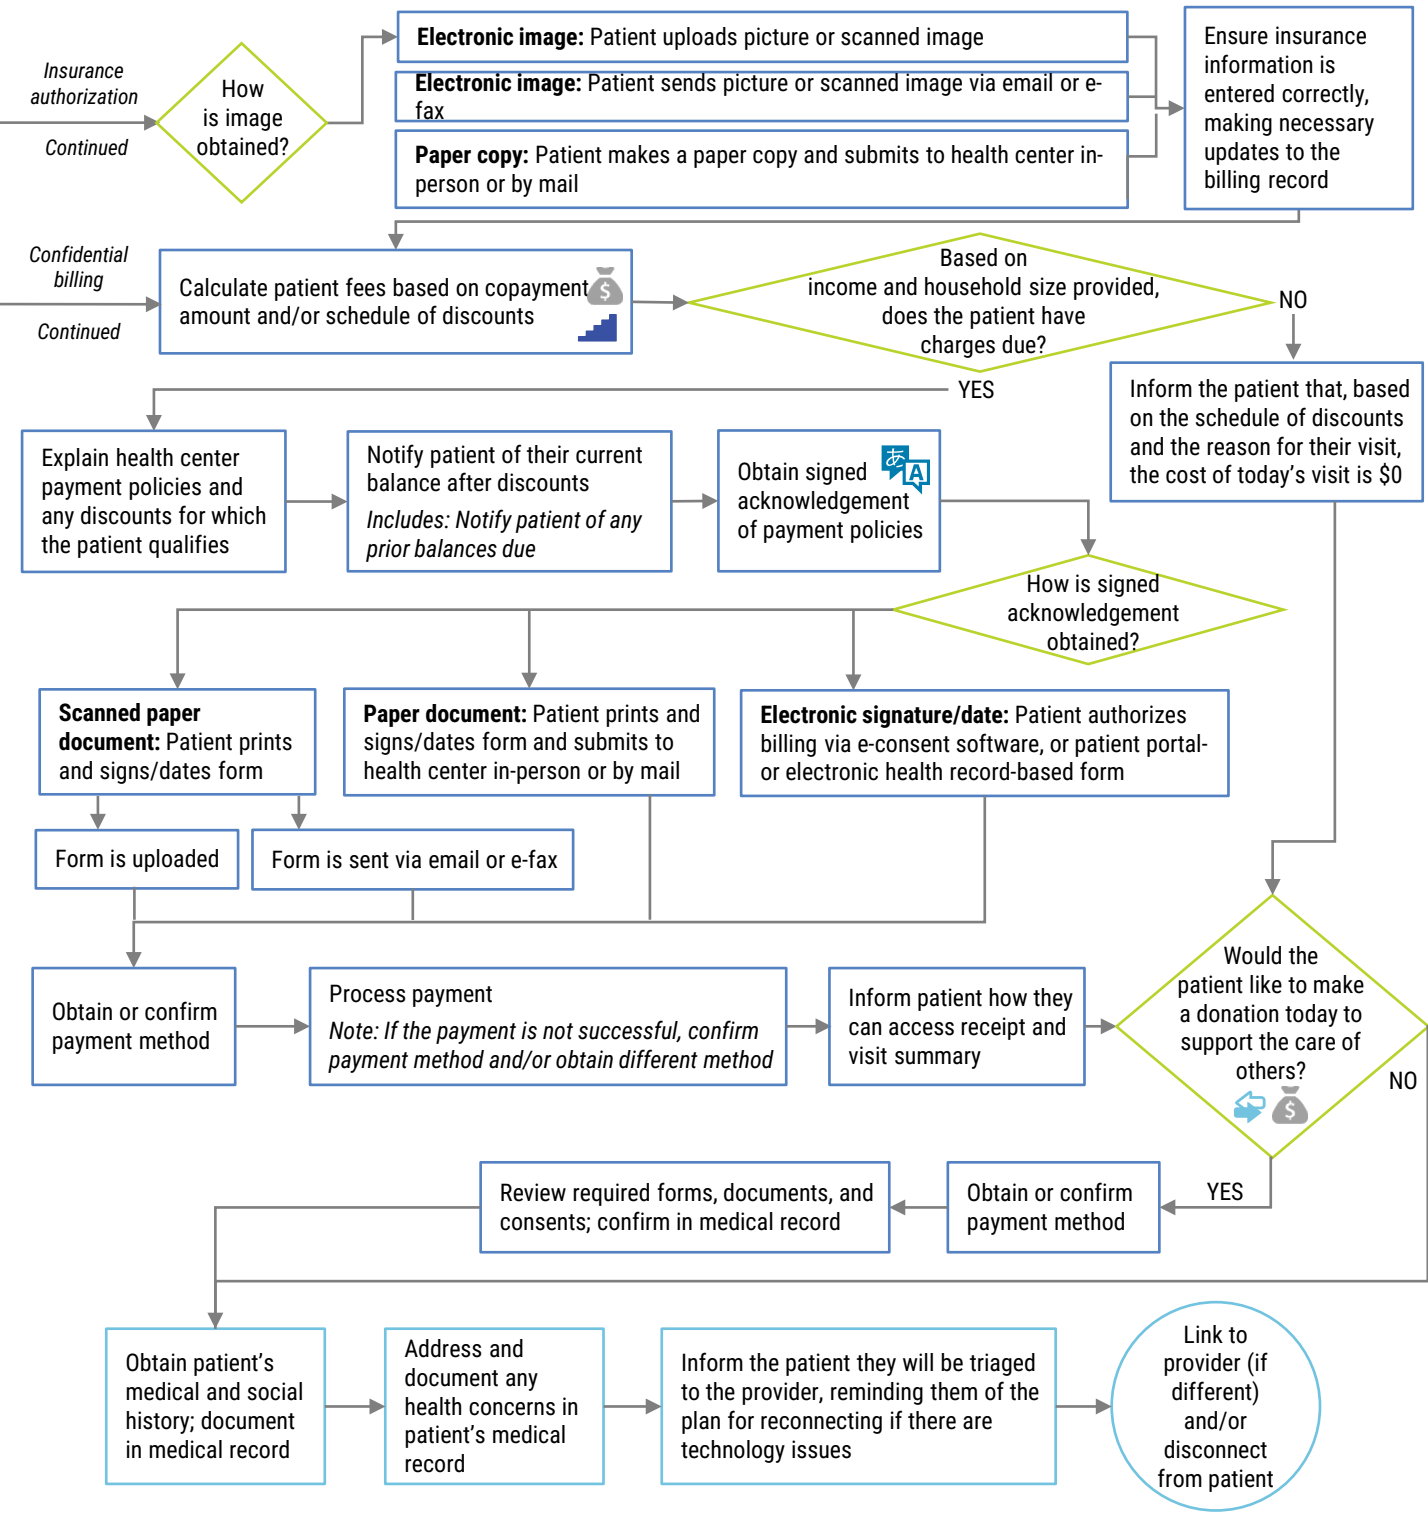 Insurance
authorization
Continued
How
is image
obtained?
Electronic image: Patient uploads picture or scanned image
Electronic image: Patient sends picture or scanned image via email or e-
fax
Paper copy: Patient makes a paper copy and submits to health center in-
person or by mail
Ensure insurance
information is
entered correctly,
making necessary
updates to the
billing record
Confidential
billing
Continued
Calculate patient fees based on copayment
amount and/or schedule of discounts
$
Based on
income and household size provided,
does the patient have
charges due?
NO
YES
Inform the patient that, based
on the schedule of discounts
and the reason for their visit,
the cost of today's visit is $0
Explain health center
payment policies and
any discounts for which
the patient qualifies
Notify patient of their current
balance after discounts
Includes: Notify patient of any
prior balances due
Obtain signed
acknowledgement
of payment policies
あ
A
How is signed
acknowledgement
obtained?
Scanned paper
document: Patient prints
and signs/dates form
Paper document: Patient prints and
signs/dates form and submits to
health center in-person or by mail
Electronic signature/date: Patient authorizes
billing via e-consent software, or patient portal-
or electronic health record-based form
Form is uploaded
Form is sent via email or e-fax
Obtain or confirm
payment method
Process payment
Note: If the payment is not successful, confirm
payment method and/or obtain different method
Inform patient how they
can access receipt and
visit summary
Would the
patient like to make
a donation today to
support the care of
others?
$
NO
YES
Obtain or confirm
payment method
Review required forms, documents, and
consents; confirm in medical record
Obtain patient's
medical and social
history; document
in medical record
Address and
document any
health concerns in
patient's medical
record
Inform the patient they will be triaged
to the provider, reminding them of the
plan for reconnecting if there are
technology issues
Link to
provider (if
different)
and/or
disconnect
from patient